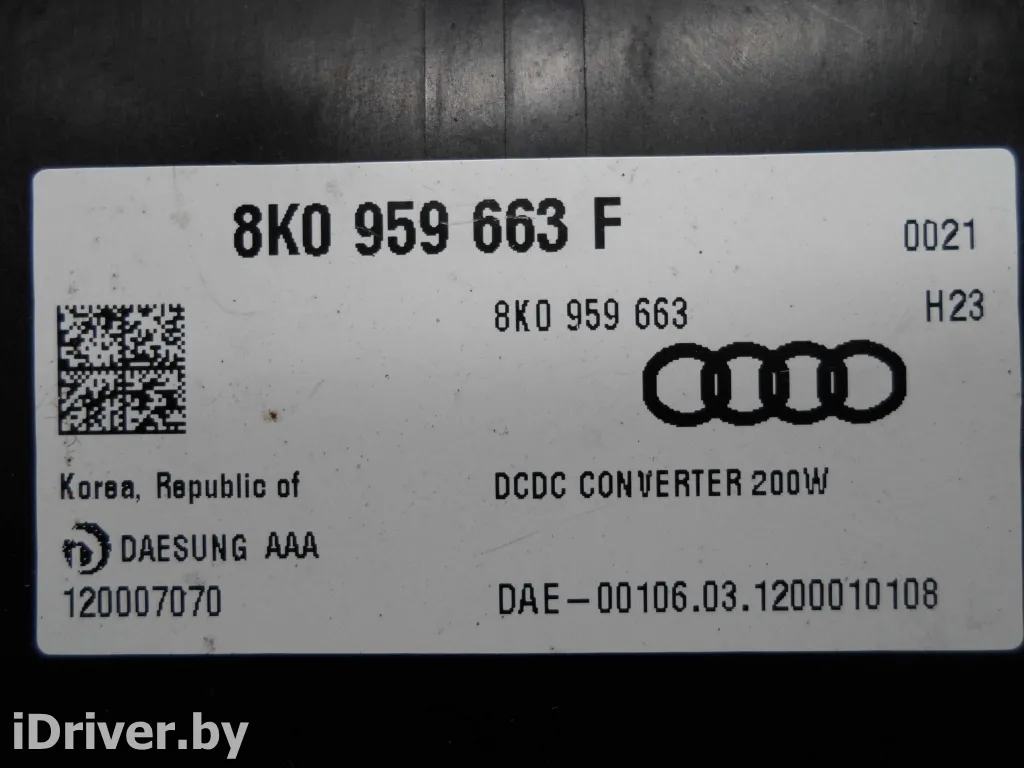 8K0 959 663 F
0021
8K0 959 663
H23
Korea, Republic of
DCDC CONVERTER 200W
DAESUNG AAA
120007070
DAE-00106.03.1200010108
iDriver.by